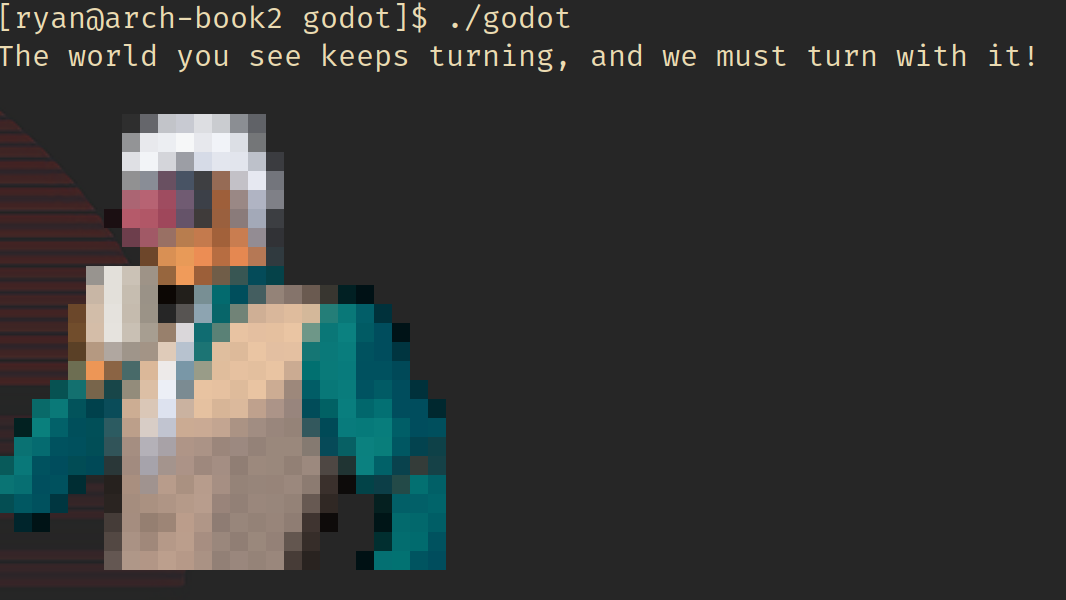 [ryan@arch-book2 godot]$ ./godot
The world you see keeps turning, and we must turn with it!